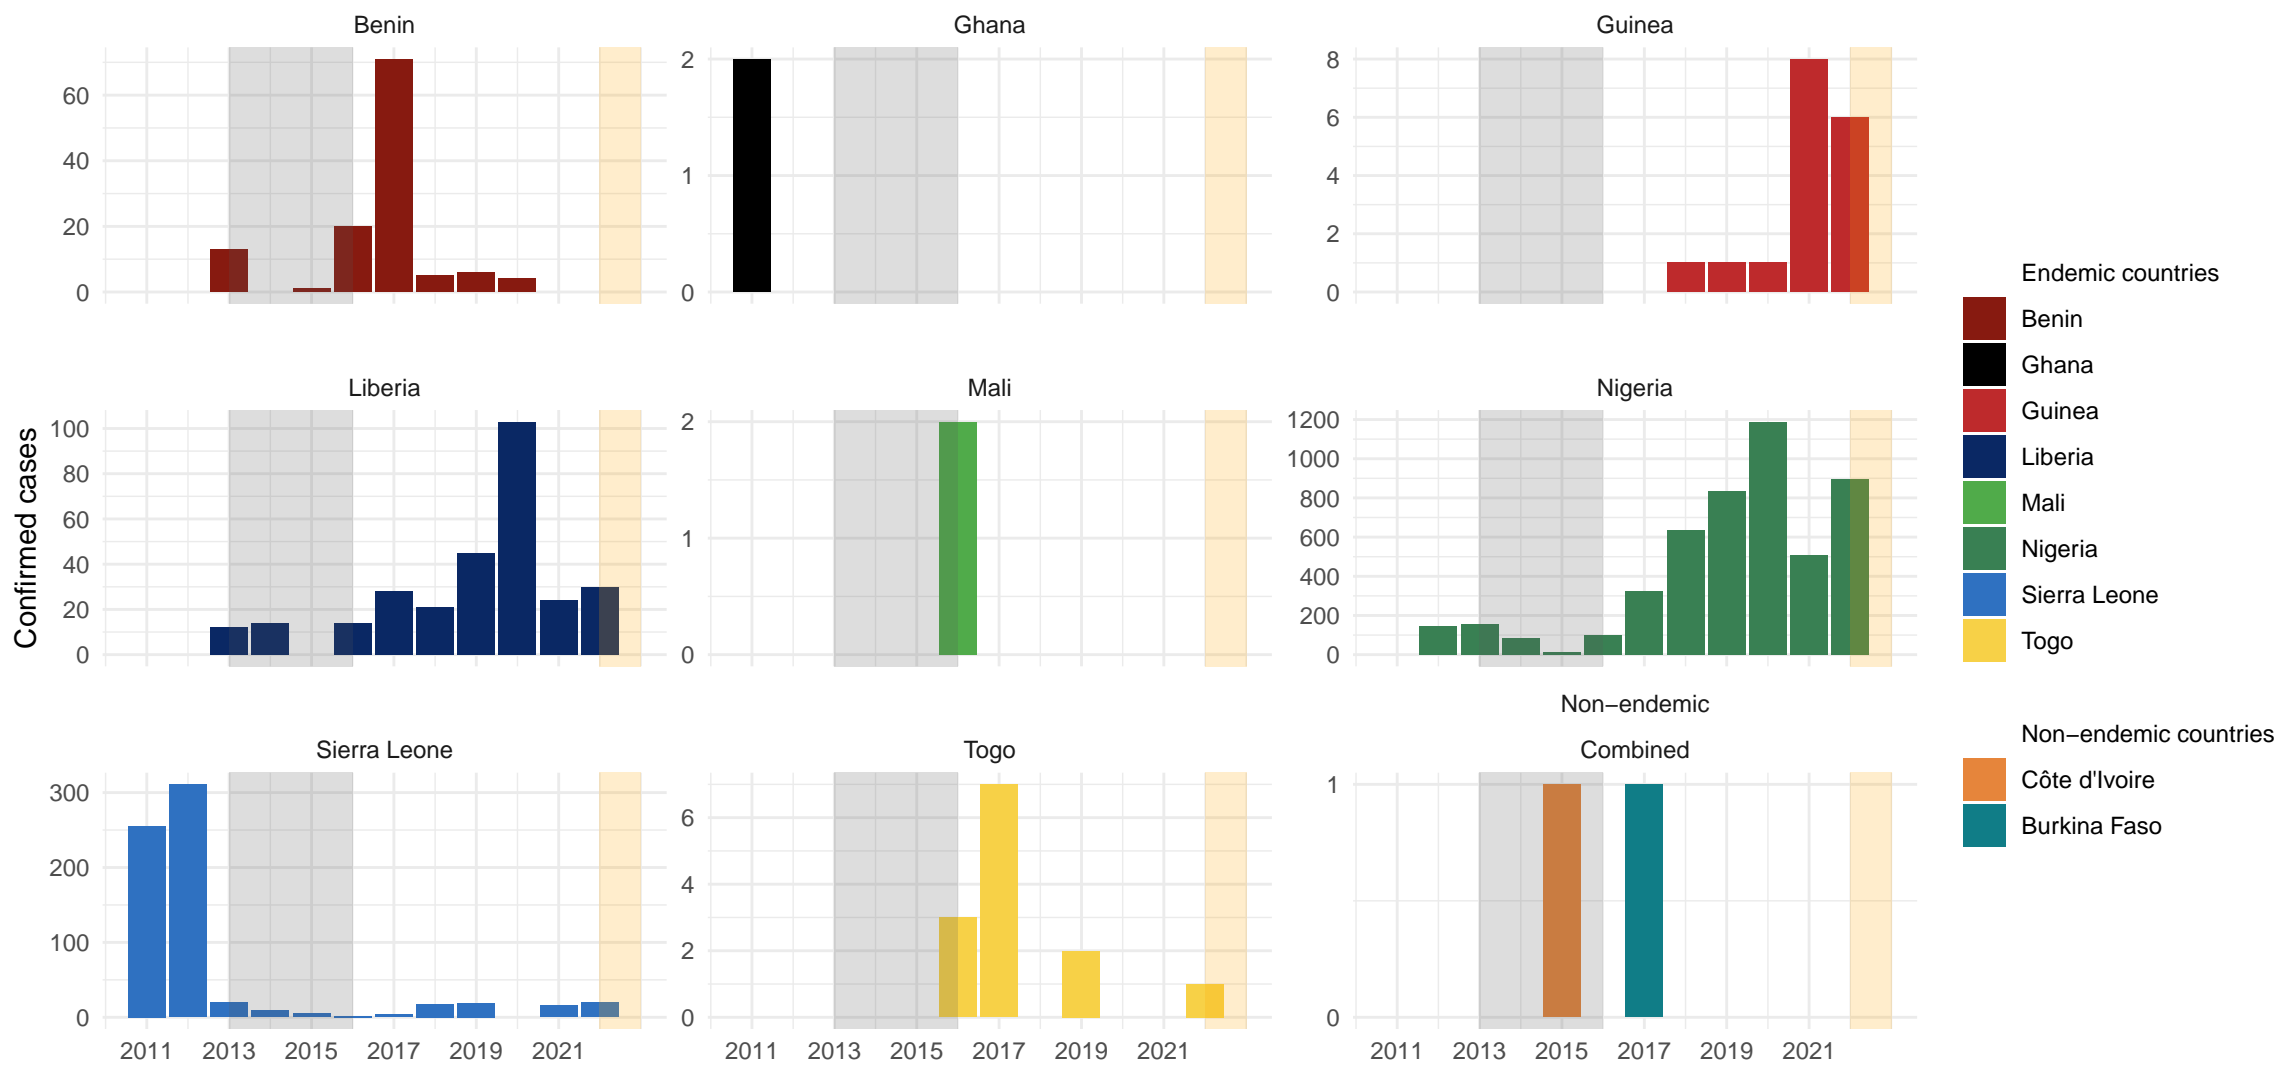 Benin
Ghana
Guinea
60
40
20
0
2
1
0
8
6
4
2
0
Liberia
Mali
Nigeria
100
80
60
40
20
0
2
1
0
1200
1000
800
600
400
200
0
Confirmed cases
Sierra Leone
Togo
Non−endemic
Combined
300
200
100
0
6
4
2
0
1
0
2011 2013 2015 2017 2019 2021
2011 2013 2015 2017 2019 2021
2011 2013 2015 2017 2019 2021
Endemic countries
Benin
Ghana
Guinea
Liberia
Mali
Nigeria
Sierra Leone
Togo
Non−endemic countries
Côte d'Ivoire
Burkina Faso